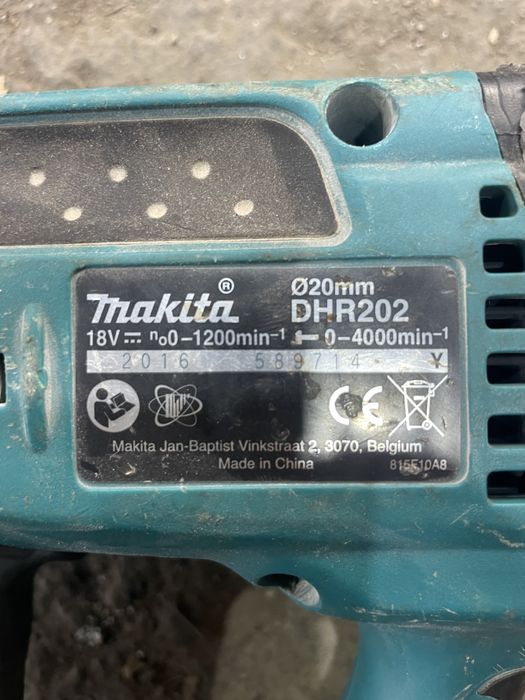 makita® Ø20mm
DHR202
18V⎓ n₀0-1200min⁻¹ 0-4000min⁻¹
2016 589714 Y
CE
Makita Jan-Baptist Vinkstraat 2, 3070, Belgium
Made in China 815F10A8